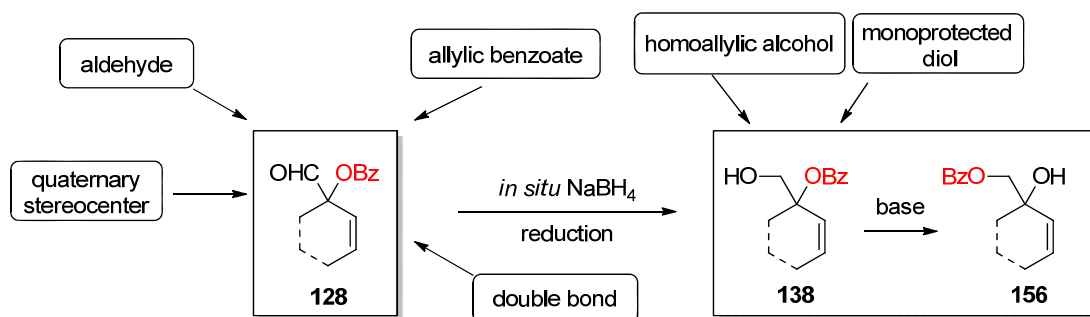 aldehyde
allylic benzoate
homoallylic alcohol
monoprotected
diol
quaternary
stereocenter
OHC
OBz
128
in situ NaBH4
reduction
double bond
HO
OBz
138
base
BzO
OH
156